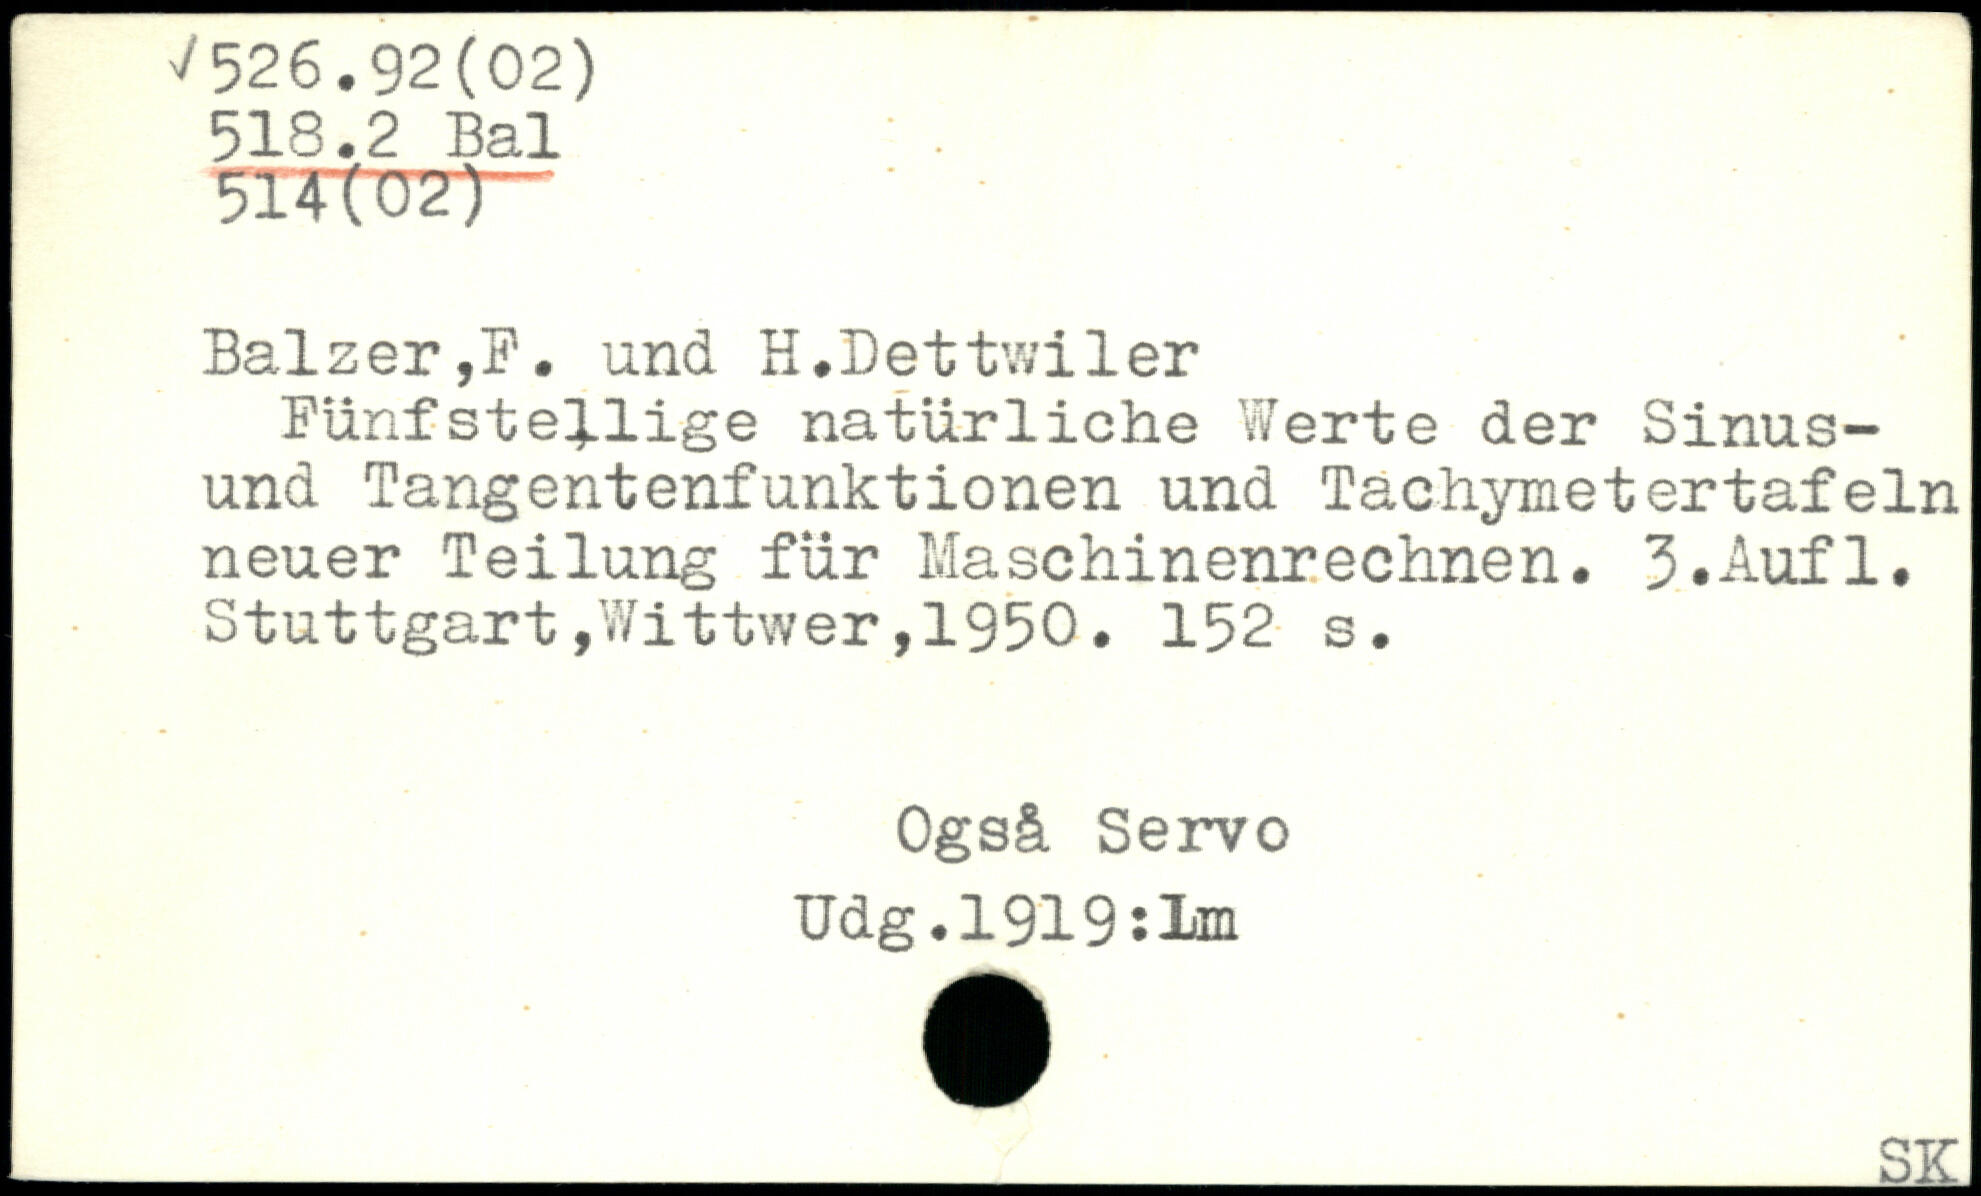 √526.92(02)
518.2 Bal
514(02)
Balzer,F. und H.Dettwiler
Fünfstellige natürliche Werte der Sinus-
und Tangentenfunktionen und Tachymetertafeln
neuer Teilung für Maschinenrechnen. 3.Aufl.
Stuttgart,Wittwer,1950. 152 s.
Også Servo
Udg.1919:Lm
SK